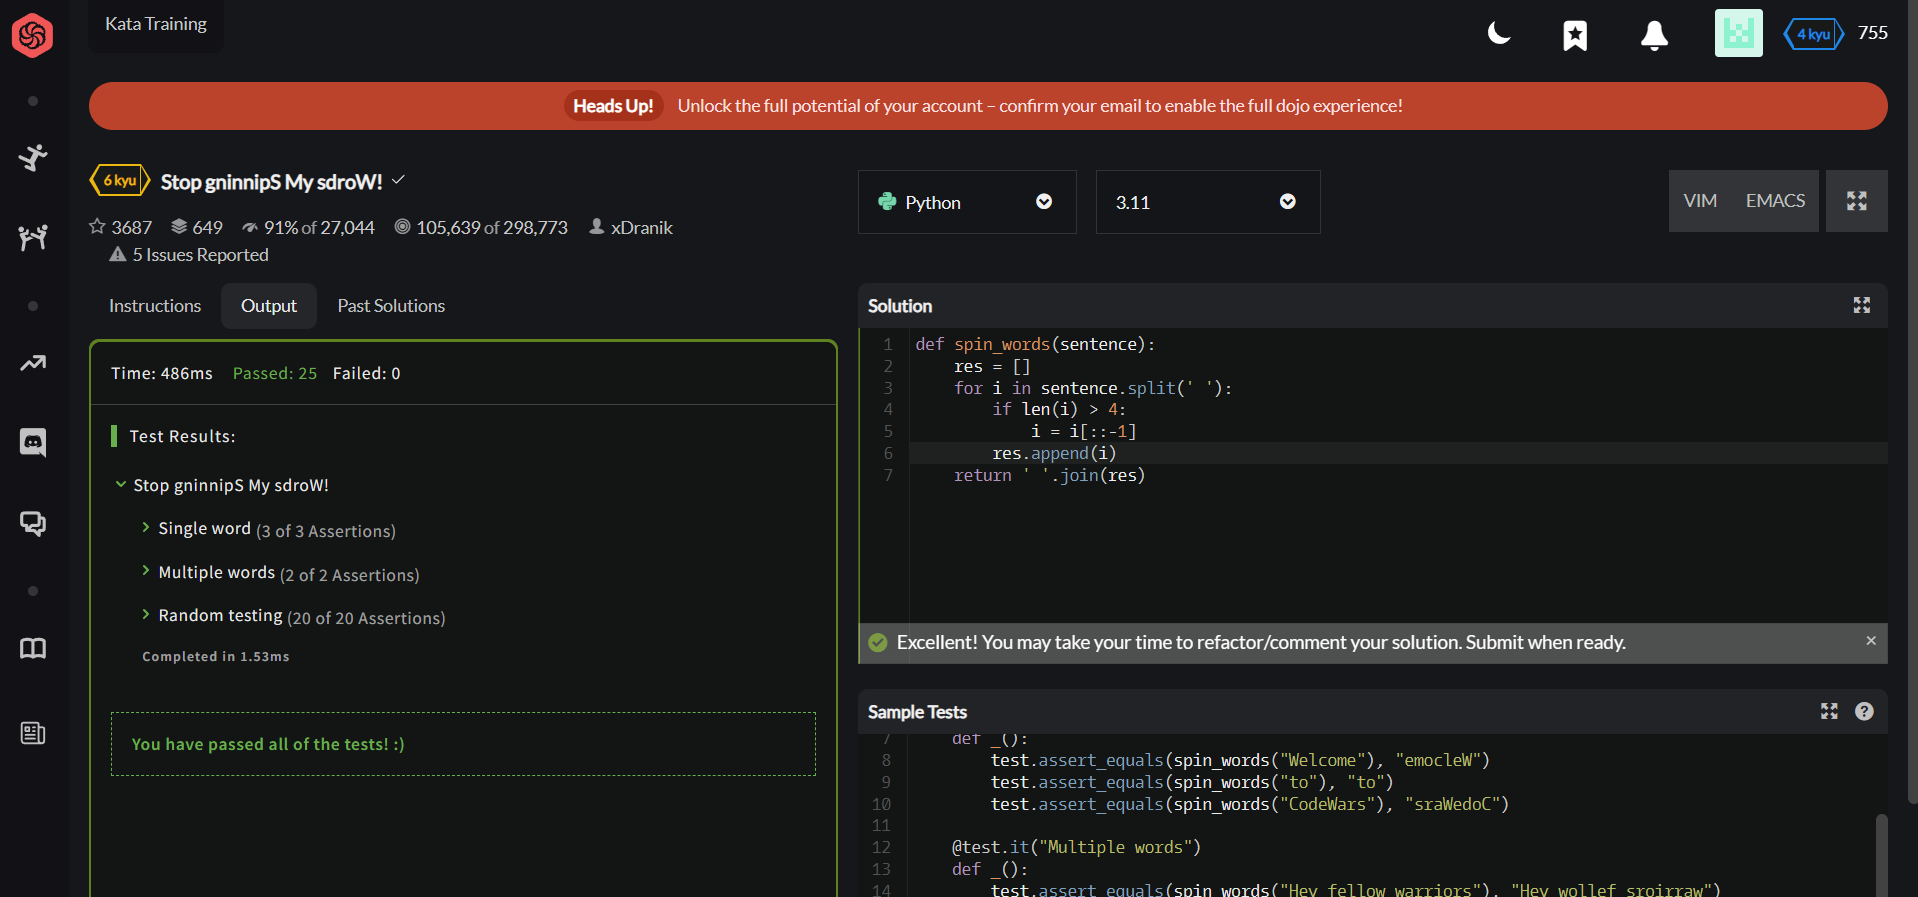 Kata Training
4 kyu 755
Heads Up! Unlock the full potential of your account – confirm your email to enable the full dojo experience!
6 kyu Stop gninnipS My sdroW!
3687 649 91% of 27,044 105,639 of 298,773 xDranik
5 Issues Reported
Python 3.11 VIM EMACS
Instructions Output Past Solutions
Time: 486ms Passed: 25 Failed: 0
Test Results:
Stop gninnipS My sdroW!
Single word (3 of 3 Assertions)
Multiple words (2 of 2 Assertions)
Random testing (20 of 20 Assertions)
Completed in 1.53ms
You have passed all of the tests! :)
Solution
1 def spin_words(sentence):
2     res = []
3     for i in sentence.split(' '):
4         if len(i) > 4:
5             i = i[::-1]
6         res.append(i)
7     return ' '.join(res)
Excellent! You may take your time to refactor/comment your solution. Submit when ready.
Sample Tests
7     def _():
8         test.assert_equals(spin_words("Welcome"), "emocleW")
9         test.assert_equals(spin_words("to"), "to")
10         test.assert_equals(spin_words("CodeWars"), "sraWedoC")
11
12     @test.it("Multiple words")
13     def _():
14         test.assert_equals(spin_words("Hey fellow warriors"), "Hey wollef sroirraw")